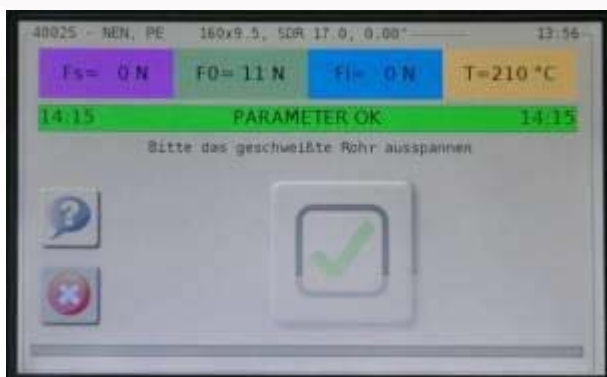 40025 - NEN, PE 160x9.5, SDR 17.0, 0.00° 13:56
Fs= 0 N F0= 11 N Fi= 0 N T=210 °C
14:15 PARAMETER OK 14:15
Bitte das geschweißte Rohr ausspannen
?